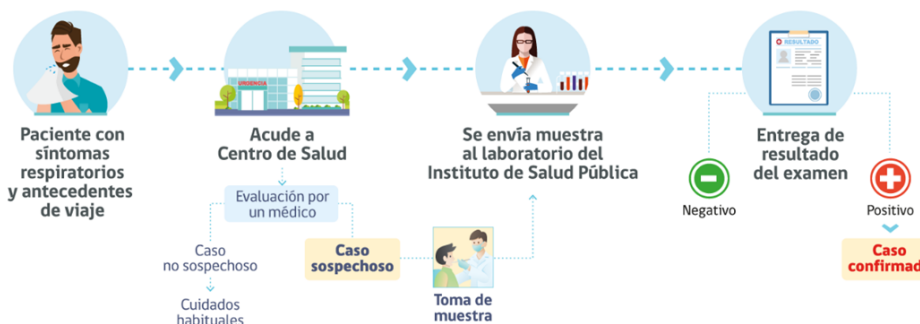 Paciente con
síntomas
respiratorios
y antecedentes
de viaje
URGENCIA
Acude a
Centro de Salud
Evaluación por
un médico
Caso
no sospechoso
Cuidados
habituales
Caso
sospechoso
Toma de
muestra
Se envía muestra
al laboratorio del
Instituto de Salud Pública
RESULTADO
Entrega de
resultado
del examen
Negativo
Positivo
Caso
confirmad